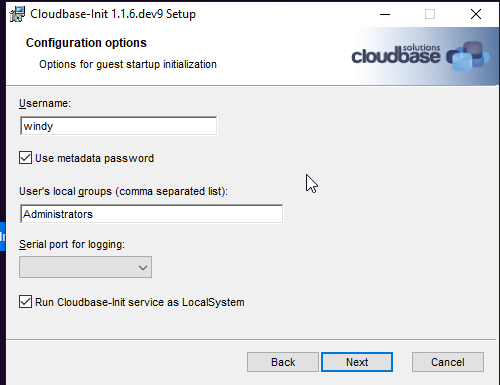 Cloudbase-Init 1.1.6.dev9 Setup
Configuration options
Options for guest startup initialization
cloudbase solutions
Username:
windy
Use metadata password
User's local groups (comma separated list):
Administrators
Serial port for logging:
Run Cloudbase-Init service as LocalSystem
Back
Next
Cancel